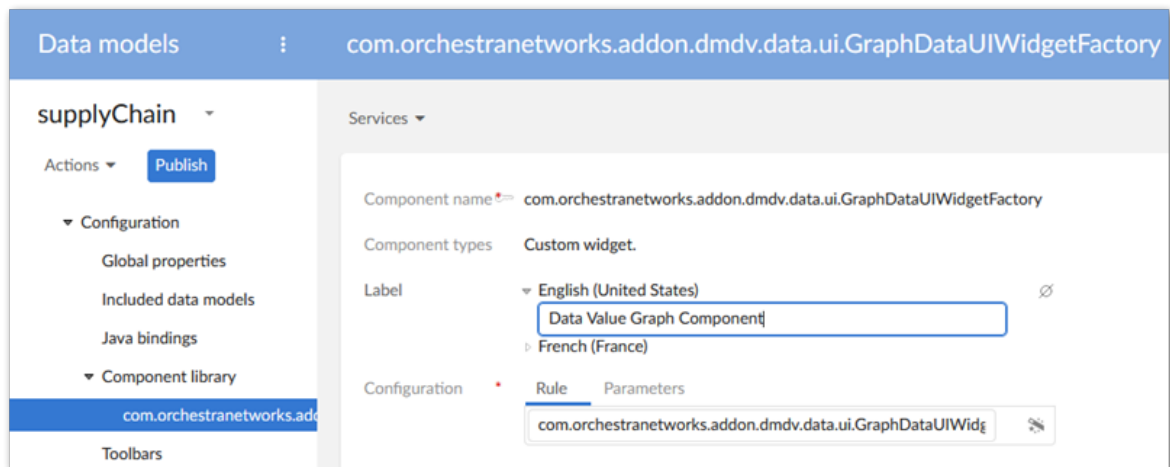 Data models
com.orchestranetworks.addon.dmdv.data.ui.GraphDataUIWidgetFactory
supplyChain
Services
Actions
Publish
Component name com.orchestranetworks.addon.dmdv.data.ui.GraphDataUIWidgetFactory
Configuration
Component types Custom widget.
Global properties
Label English (United States)
Included data models
Data Value Graph Component
Java bindings
French (France)
Component library
Configuration * Rule Parameters
com.orchestranetworks.add
com.orchestranetworks.addon.dmdv.data.ui.GraphDataUIWidg
Toolbars